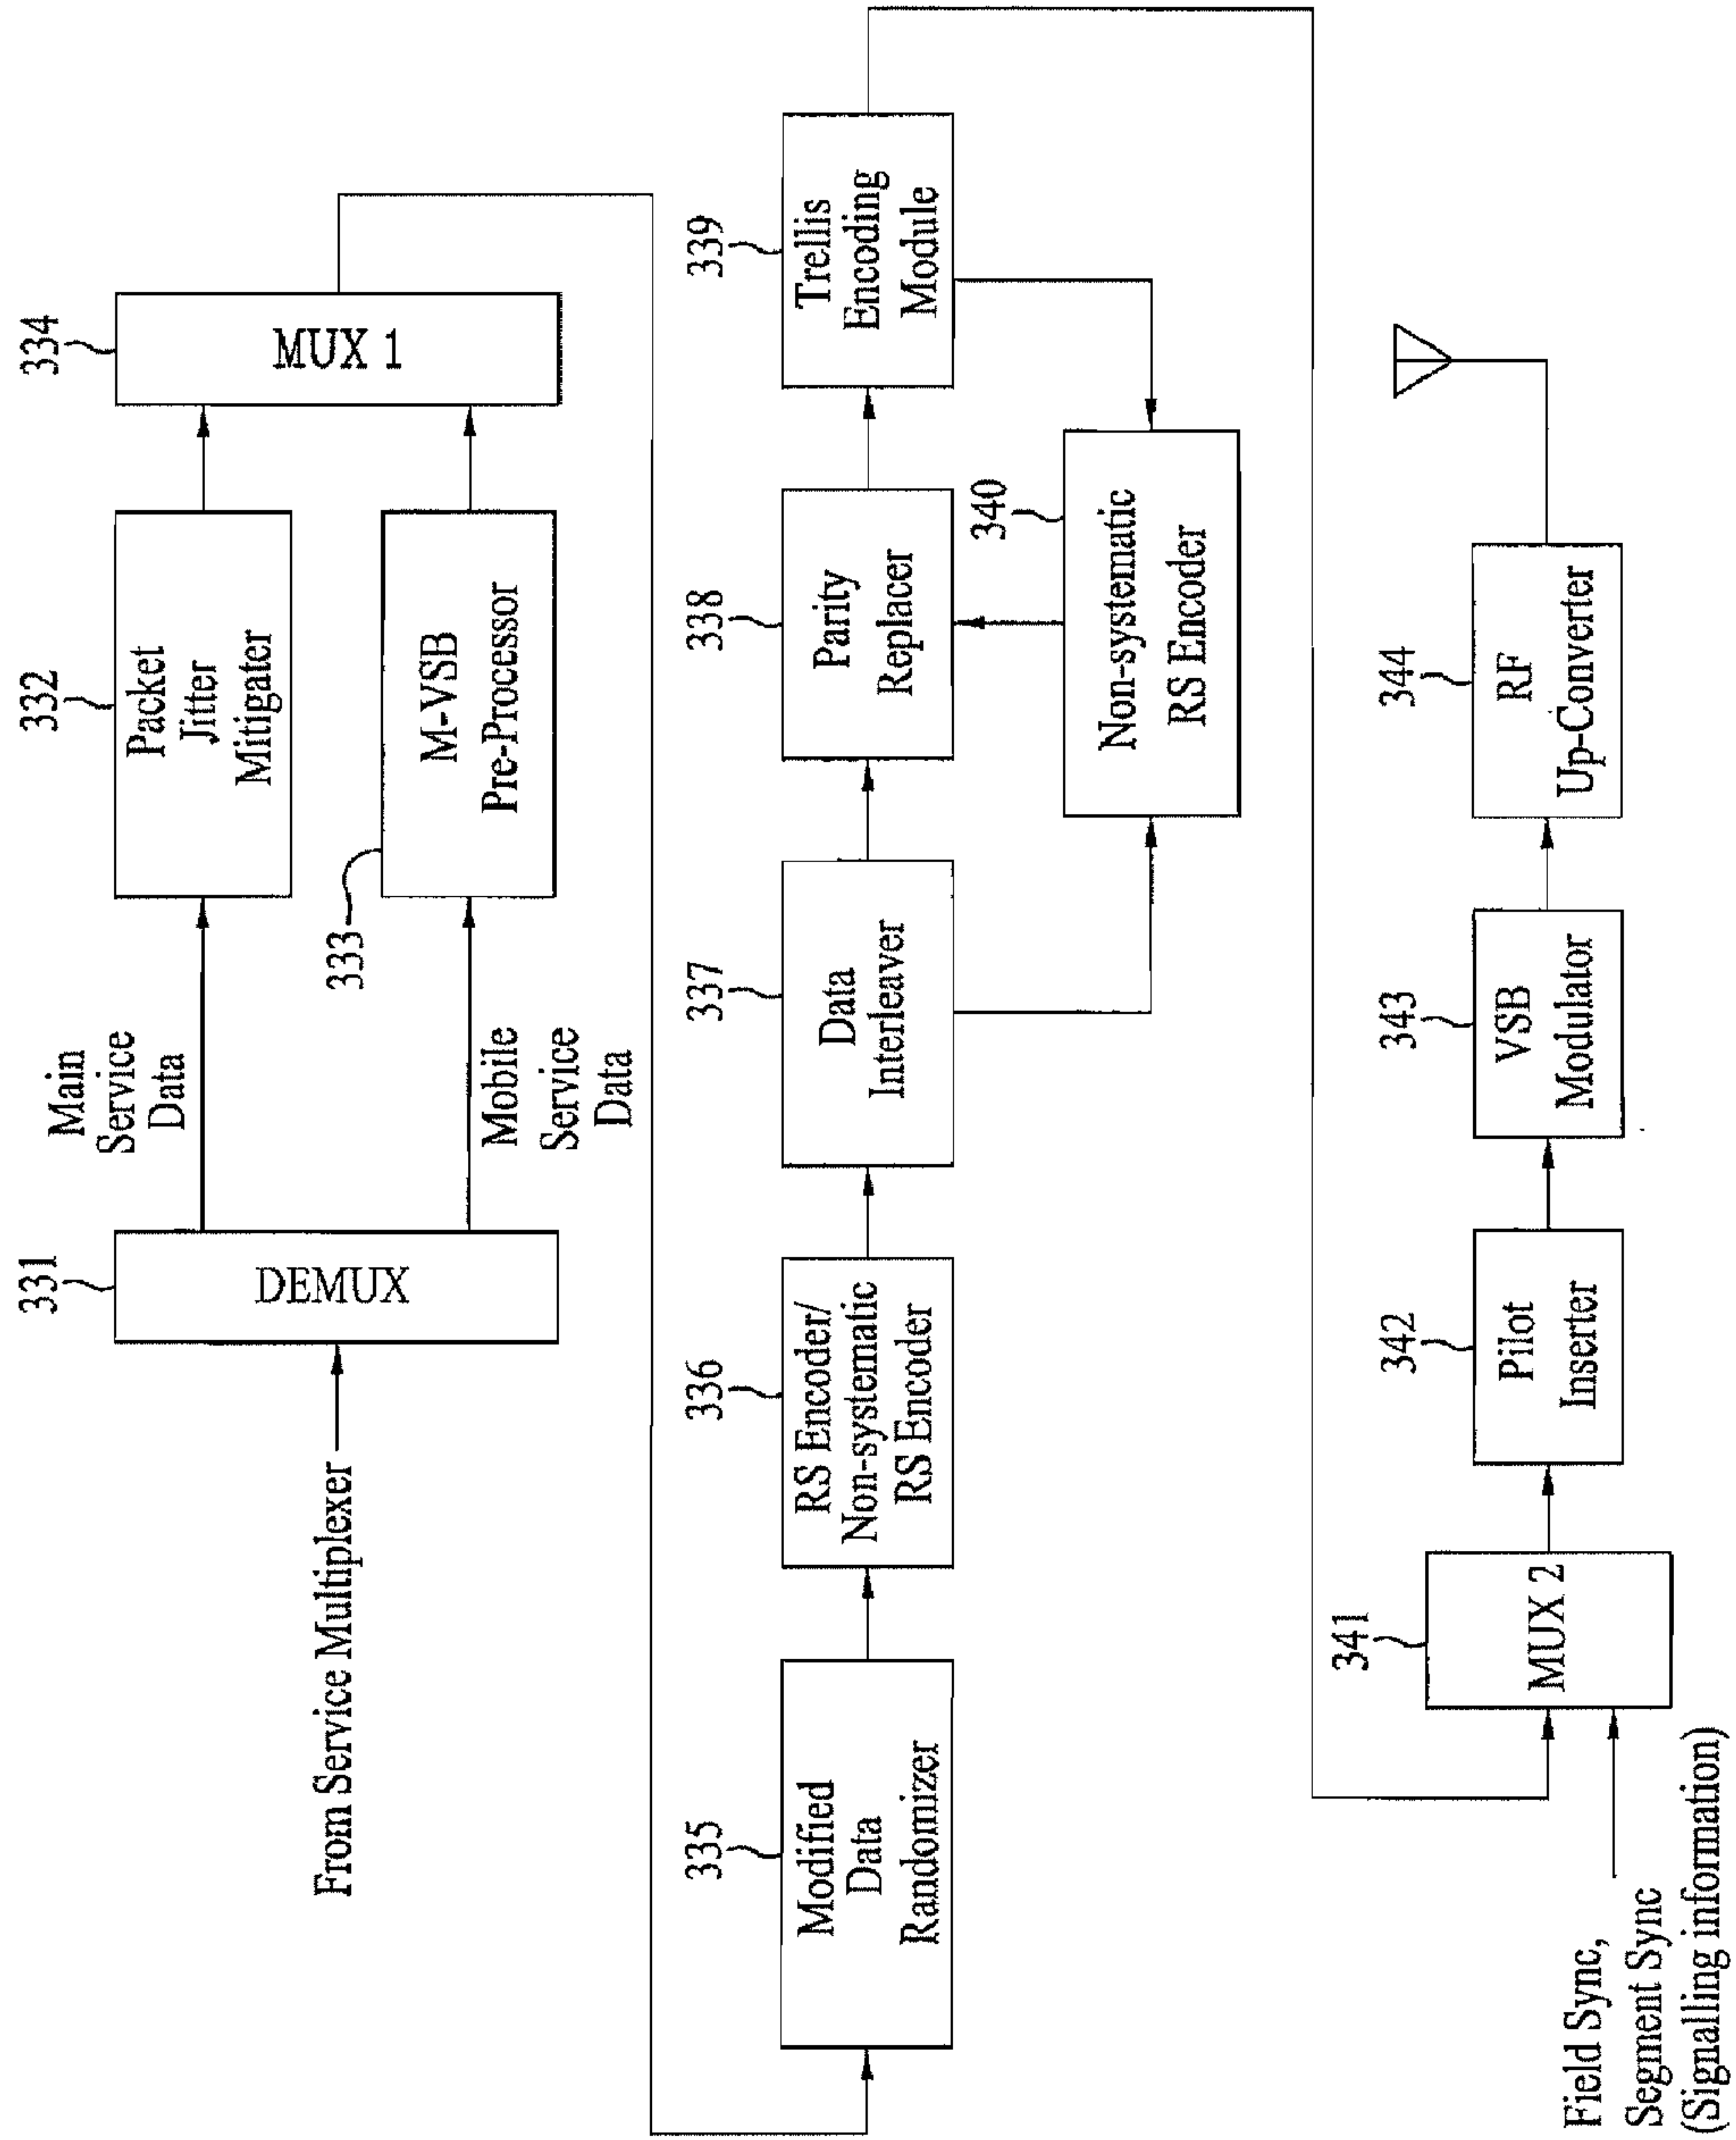 From Service Multiplexer
331
DEMUX
Main
Service
Data
Mobile
Service
Data
332
Packet
Jitter
Mitigater
333
M-VSB
Pre-Processor
334
MUX 1
335
Modified
Data
Randomizer
336
RS Encoder/
Non-systematic
RS Encoder
337
Data
Interleaver
338
Parity
Replacer
339
Trellis
Encoding
Module
340
Non-systematic
RS Encoder
Field Sync,
Segment Sync
(Signalling information)
341
MUX 2
342
Pilot
Inserter
343
VSB
Modulator
344
RF
Up-Converter